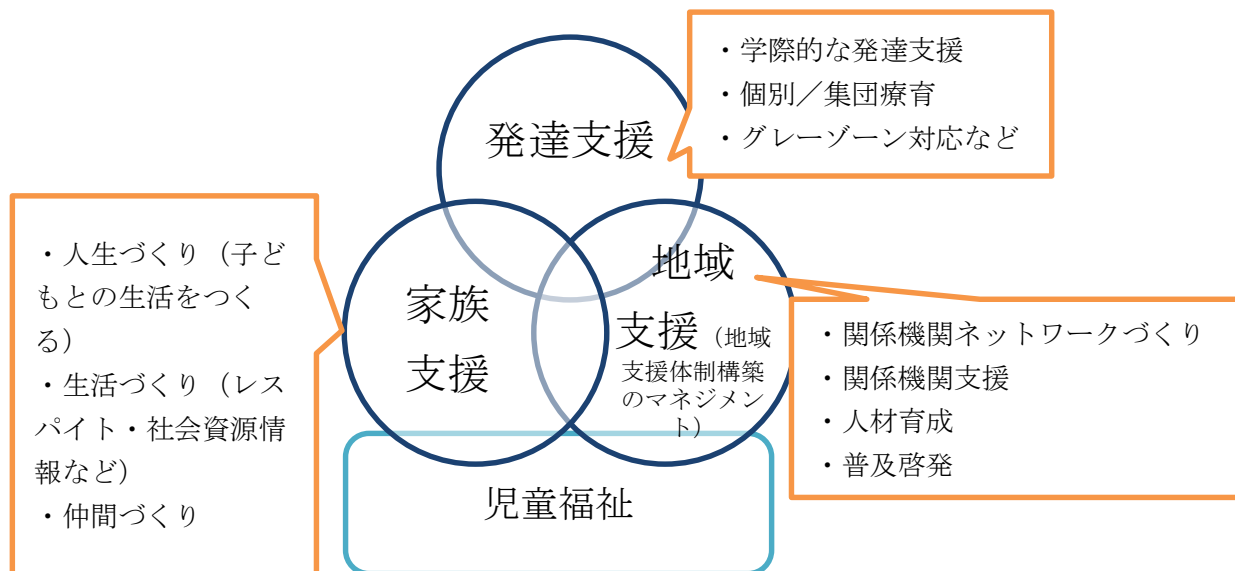 ・学際的な発達支援
・個別／集団療育
・グレーゾーン対応など
発達支援
・人生づくり（子ど
もとの生活をつく
る）
・生活づくり（レス
パイト・社会資源情
報など）
・仲間づくり
家族
支援
地域
支援（地域
支援体制構築
のマネジメン
ト）
・関係機関ネットワークづくり
・関係機関支援
・人材育成
・普及啓発
児童福祉